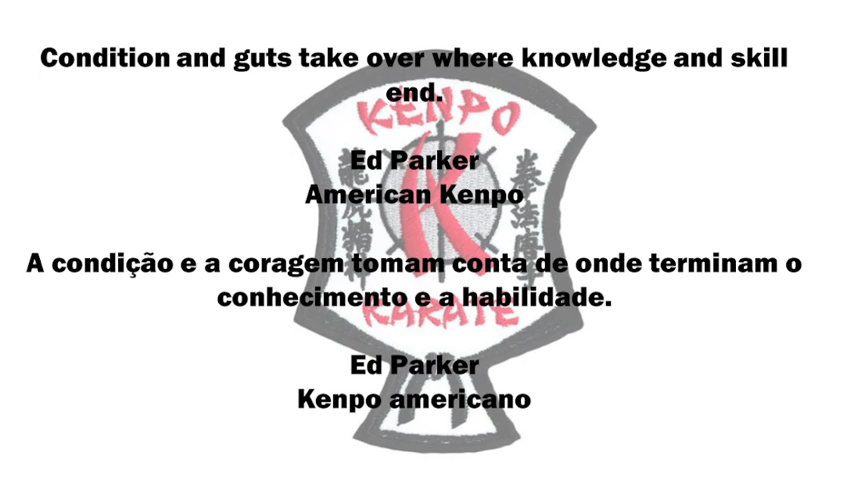 Condition and guts take over where knowledge and skill
end.
KENPO
Ed Parker
American Kenpo
A condição e a coragem tomam conta de onde terminam o
conhecimento e a habilidade.
KARATE
Ed Parker
Kenpo americano